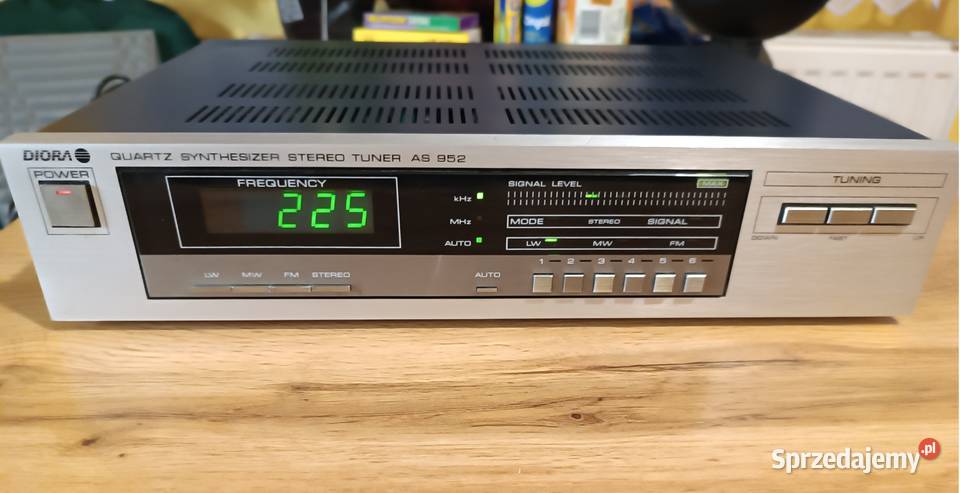 DIORA QUARTZ SYNTHESIZER STEREO TUNER AS 952
POWER
FREQUENCY
225
kHz
MHz
AUTO
SIGNAL LEVEL MAX
MODE STEREO SIGNAL
LW MW FM
1 2 3 4 5 6
LW MW FM STEREO
AUTO
TUNING
DOWN FAST UP
Sprzedajemy.pl